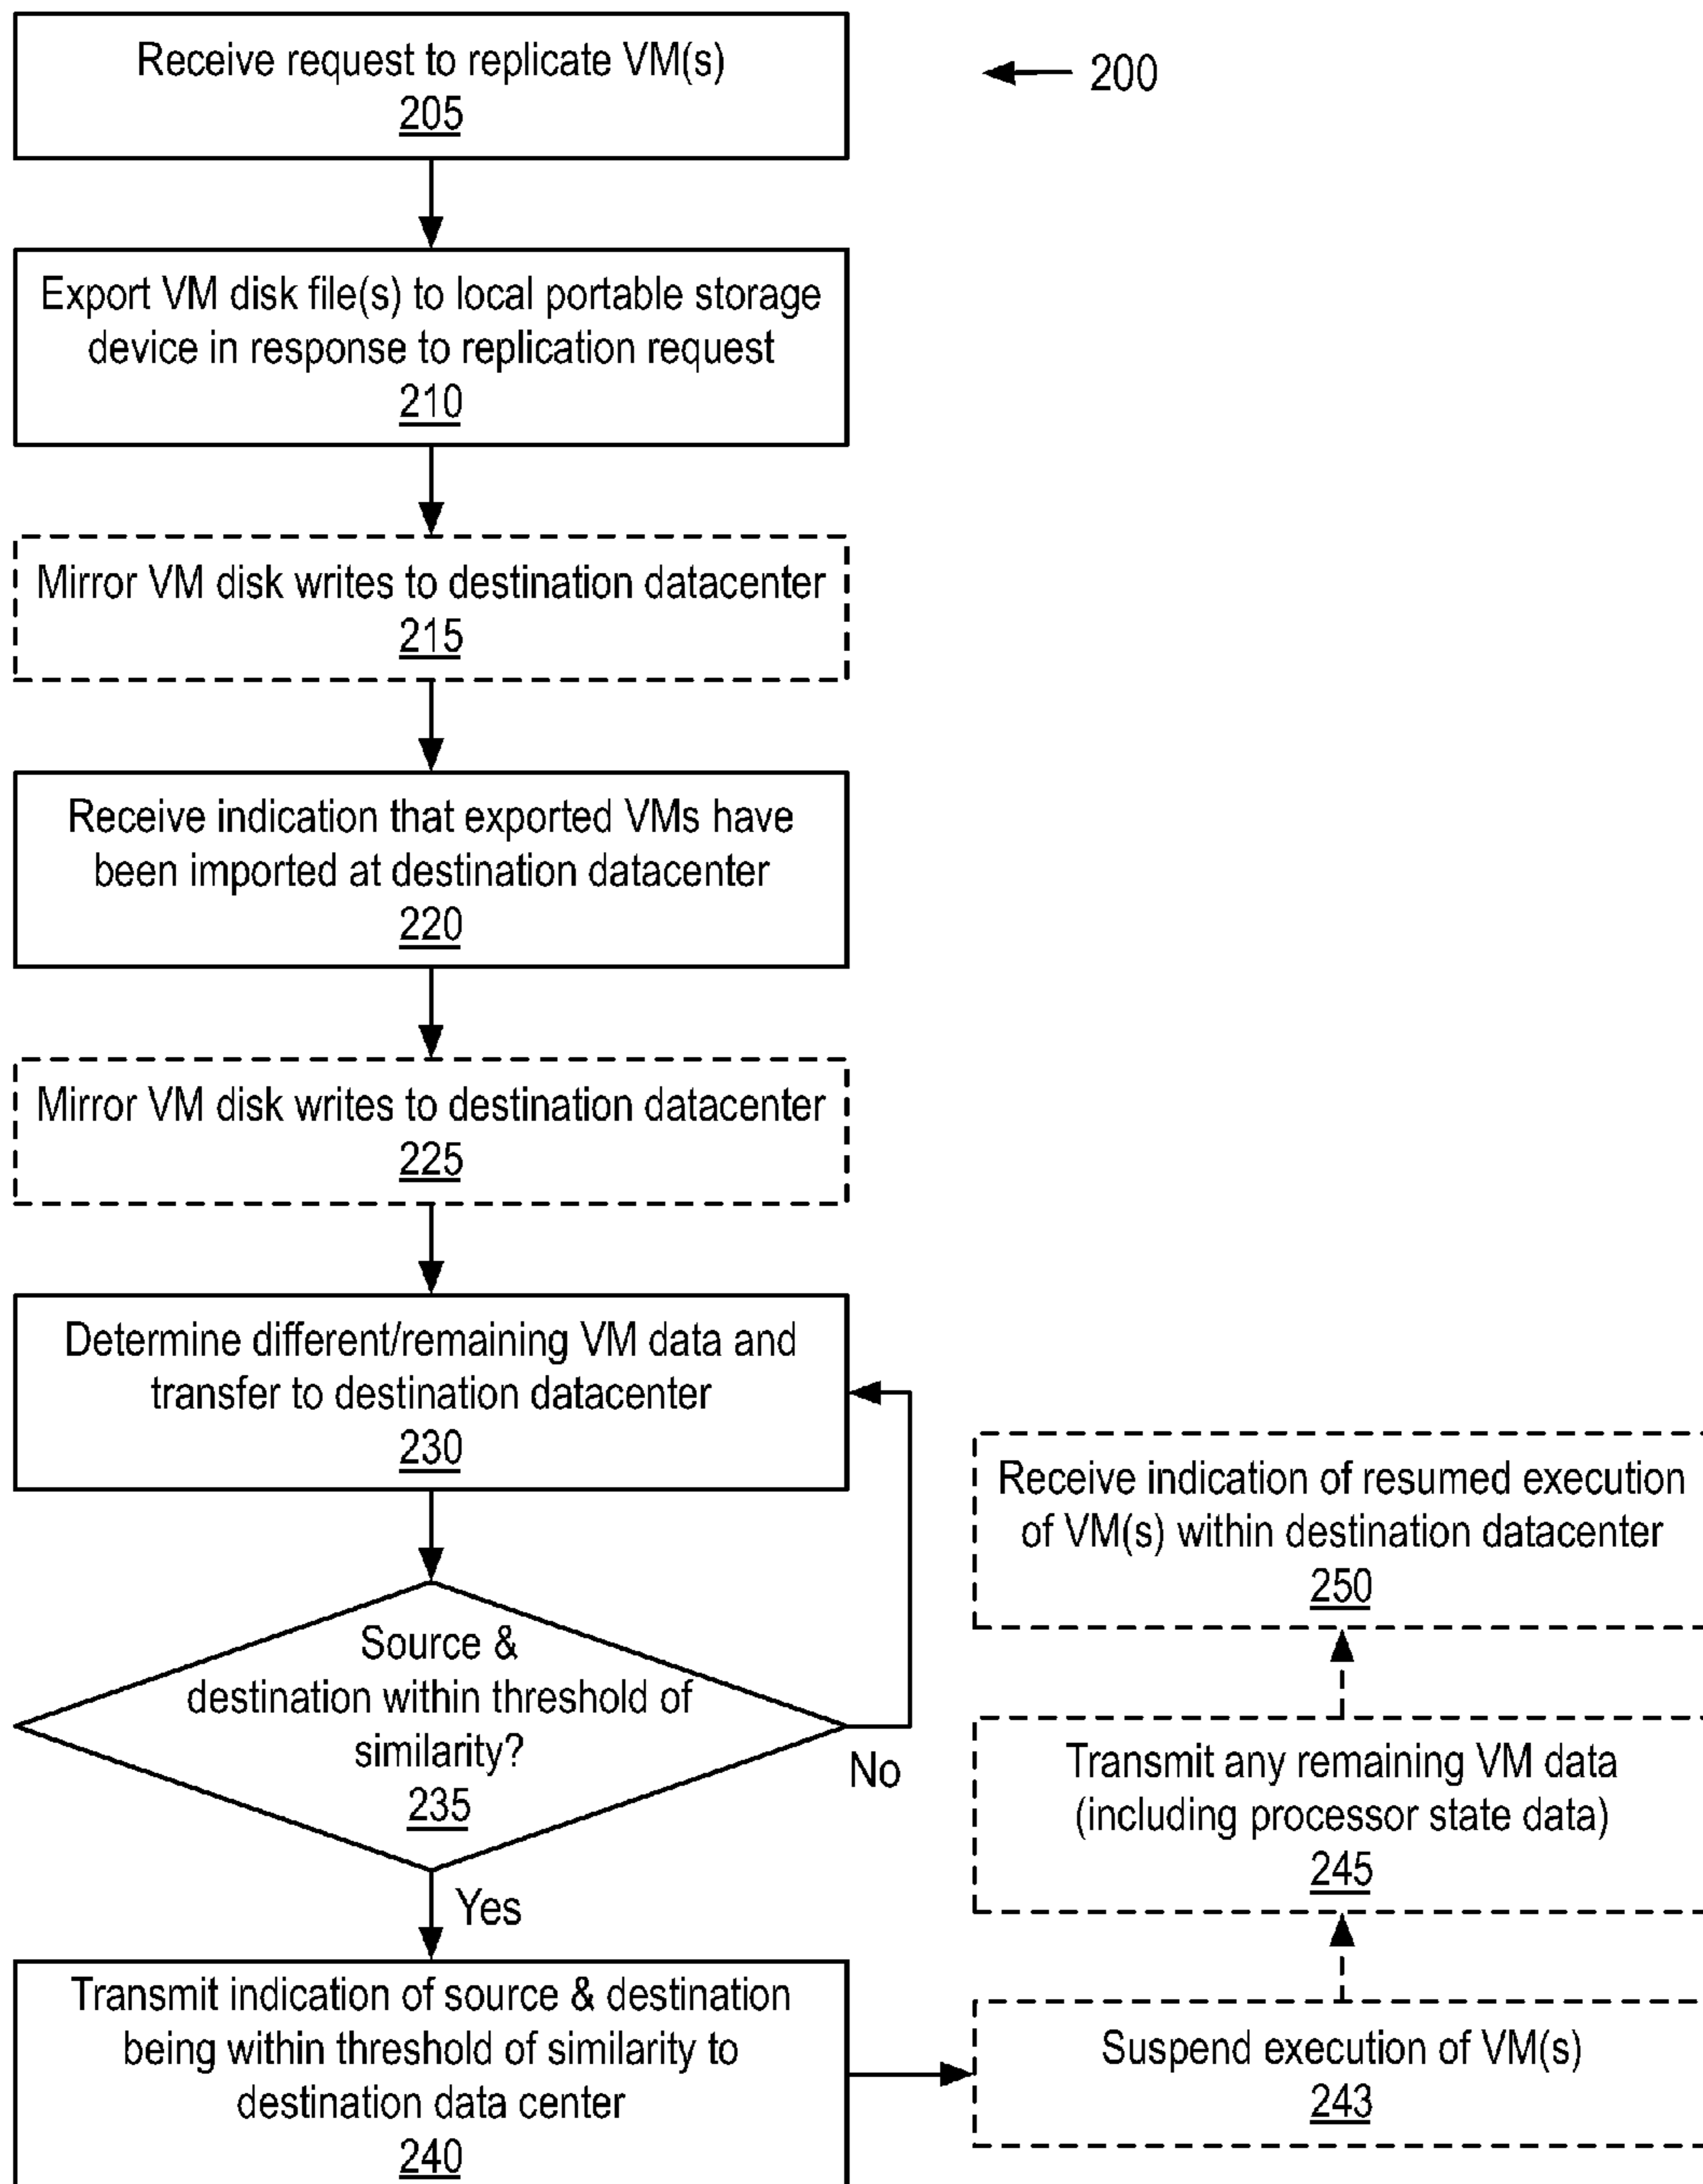 Receive request to replicate VM(s)
205
200
Export VM disk file(s) to local portable storage
device in response to replication request
210
Mirror VM disk writes to destination datacenter
215
Receive indication that exported VMs have
been imported at destination datacenter
220
Mirror VM disk writes to destination datacenter
225
Determine different/remaining VM data and
transfer to destination datacenter
230
Source &
destination within threshold of
similarity?
235
No
Yes
Transmit indication of source & destination
being within threshold of similarity to
destination data center
240
Suspend execution of VM(s)
243
Transmit any remaining VM data
(including processor state data)
245
Receive indication of resumed execution
of VM(s) within destination datacenter
250